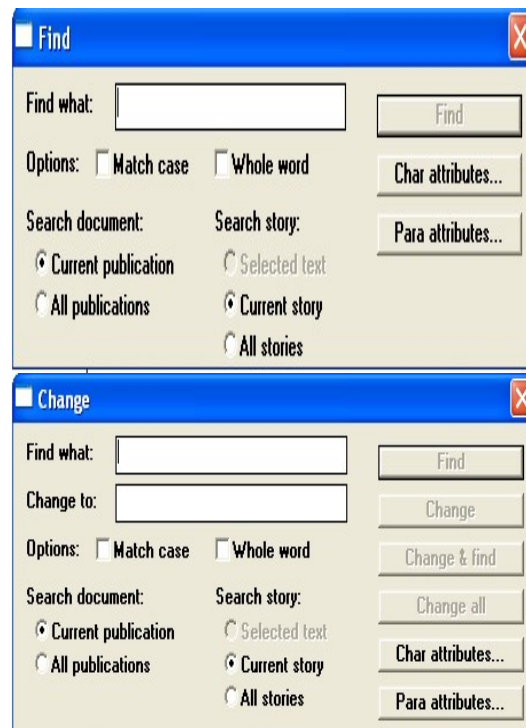 Find
Find what:
Find
Options: Match case Whole word
Char attributes...
Search document: Search story:
Para attributes...
Current publication Selected text
All publications Current story
All stories
Change
Find what:
Find
Change to:
Change
Options: Match case Whole word
Change & find
Search document: Search story:
Change all
Current publication Selected text
All publications Current story
Char attributes...
All stories
Para attributes...